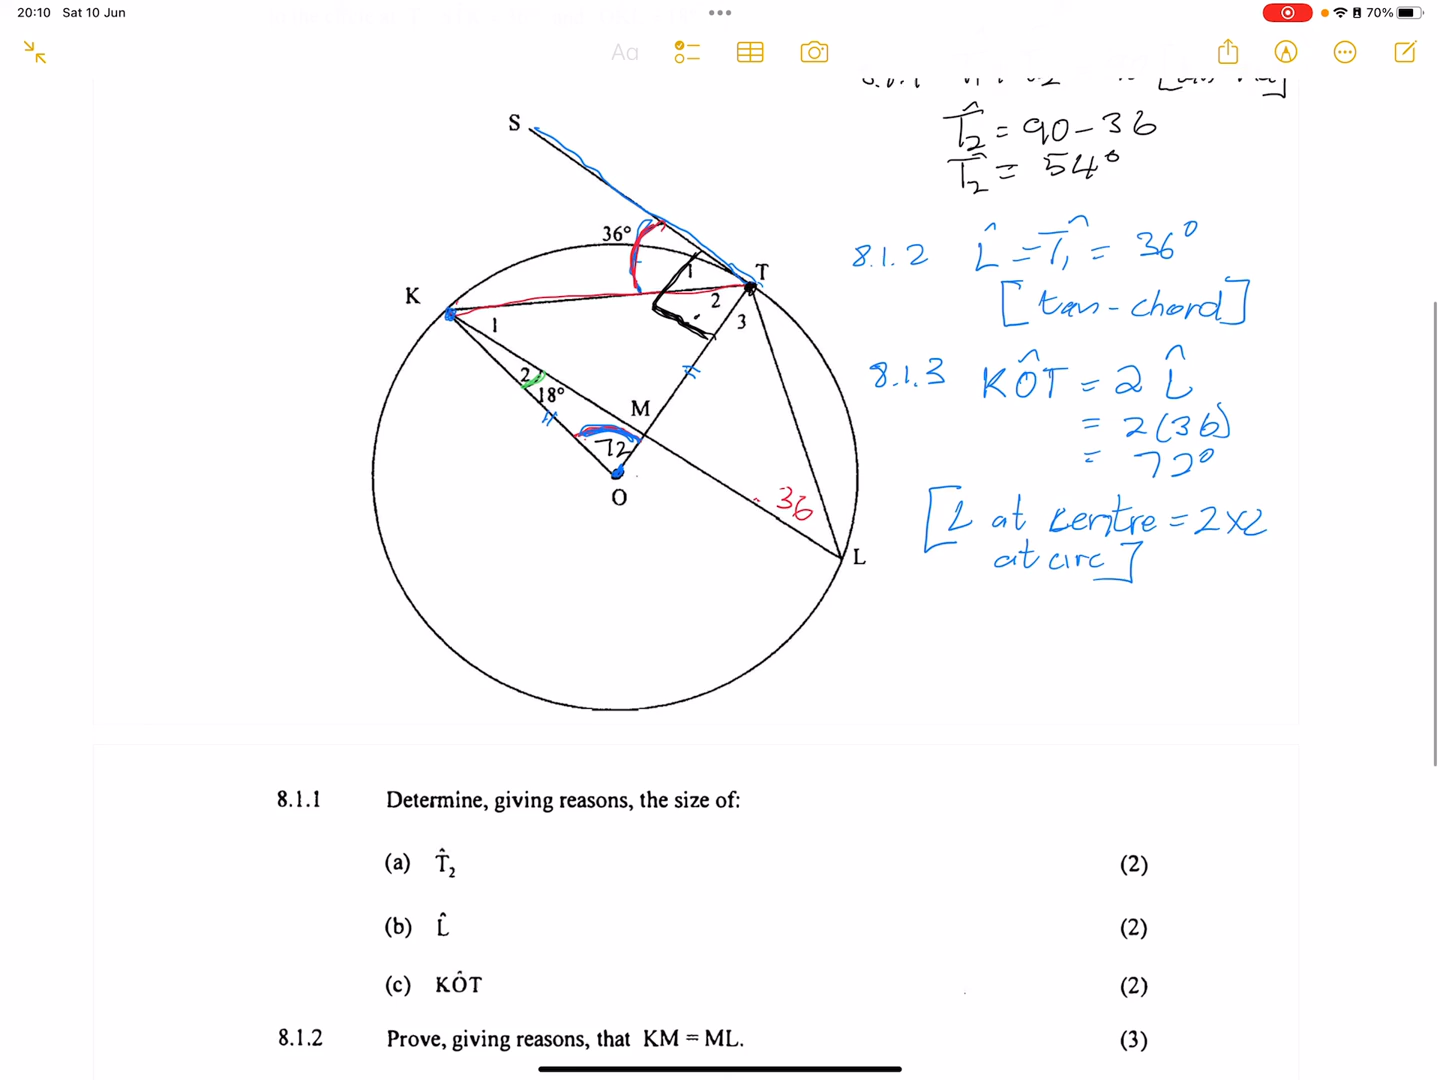 20:10 Sat 10 Jun
70%
Aa
T̂₂ = 90 - 36
T̂₂ = 54°
S
36°
1
T
K
2
3
1
2
18°
M
72
O
36
L
8.1.2 L̂ = T̂₁ = 36°
[tan-chord]
8.1.3 KÔT = 2 L̂
= 2(36)
= 72°
[∠ at centre = 2×∠
at circ]
8.1.1 Determine, giving reasons, the size of:
(a) T̂₂ (2)
(b) L̂ (2)
(c) KÔT (2)
8.1.2 Prove, giving reasons, that KM = ML. (3)